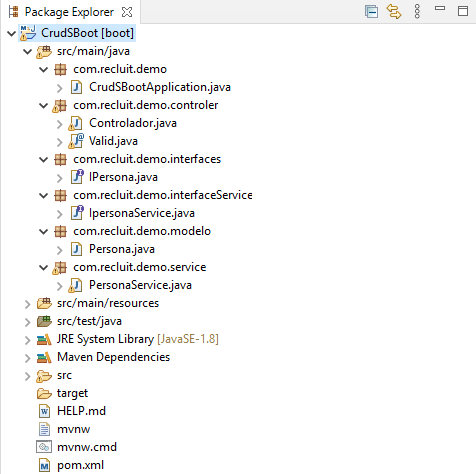 Package Explorer
CrudSBoot [boot]
src/main/java
com.recluit.demo
CrudSBootApplication.java
com.recluit.demo.controler
Controlador.java
Valid.java
com.recluit.demo.interfaces
IPersona.java
com.recluit.demo.interfaceService
IpersonaService.java
com.recluit.demo.modelo
Persona.java
com.recluit.demo.service
PersonaService.java
src/main/resources
src/test/java
JRE System Library [JavaSE-1.8]
Maven Dependencies
src
target
HELP.md
mvnw
mvnw.cmd
pom.xml